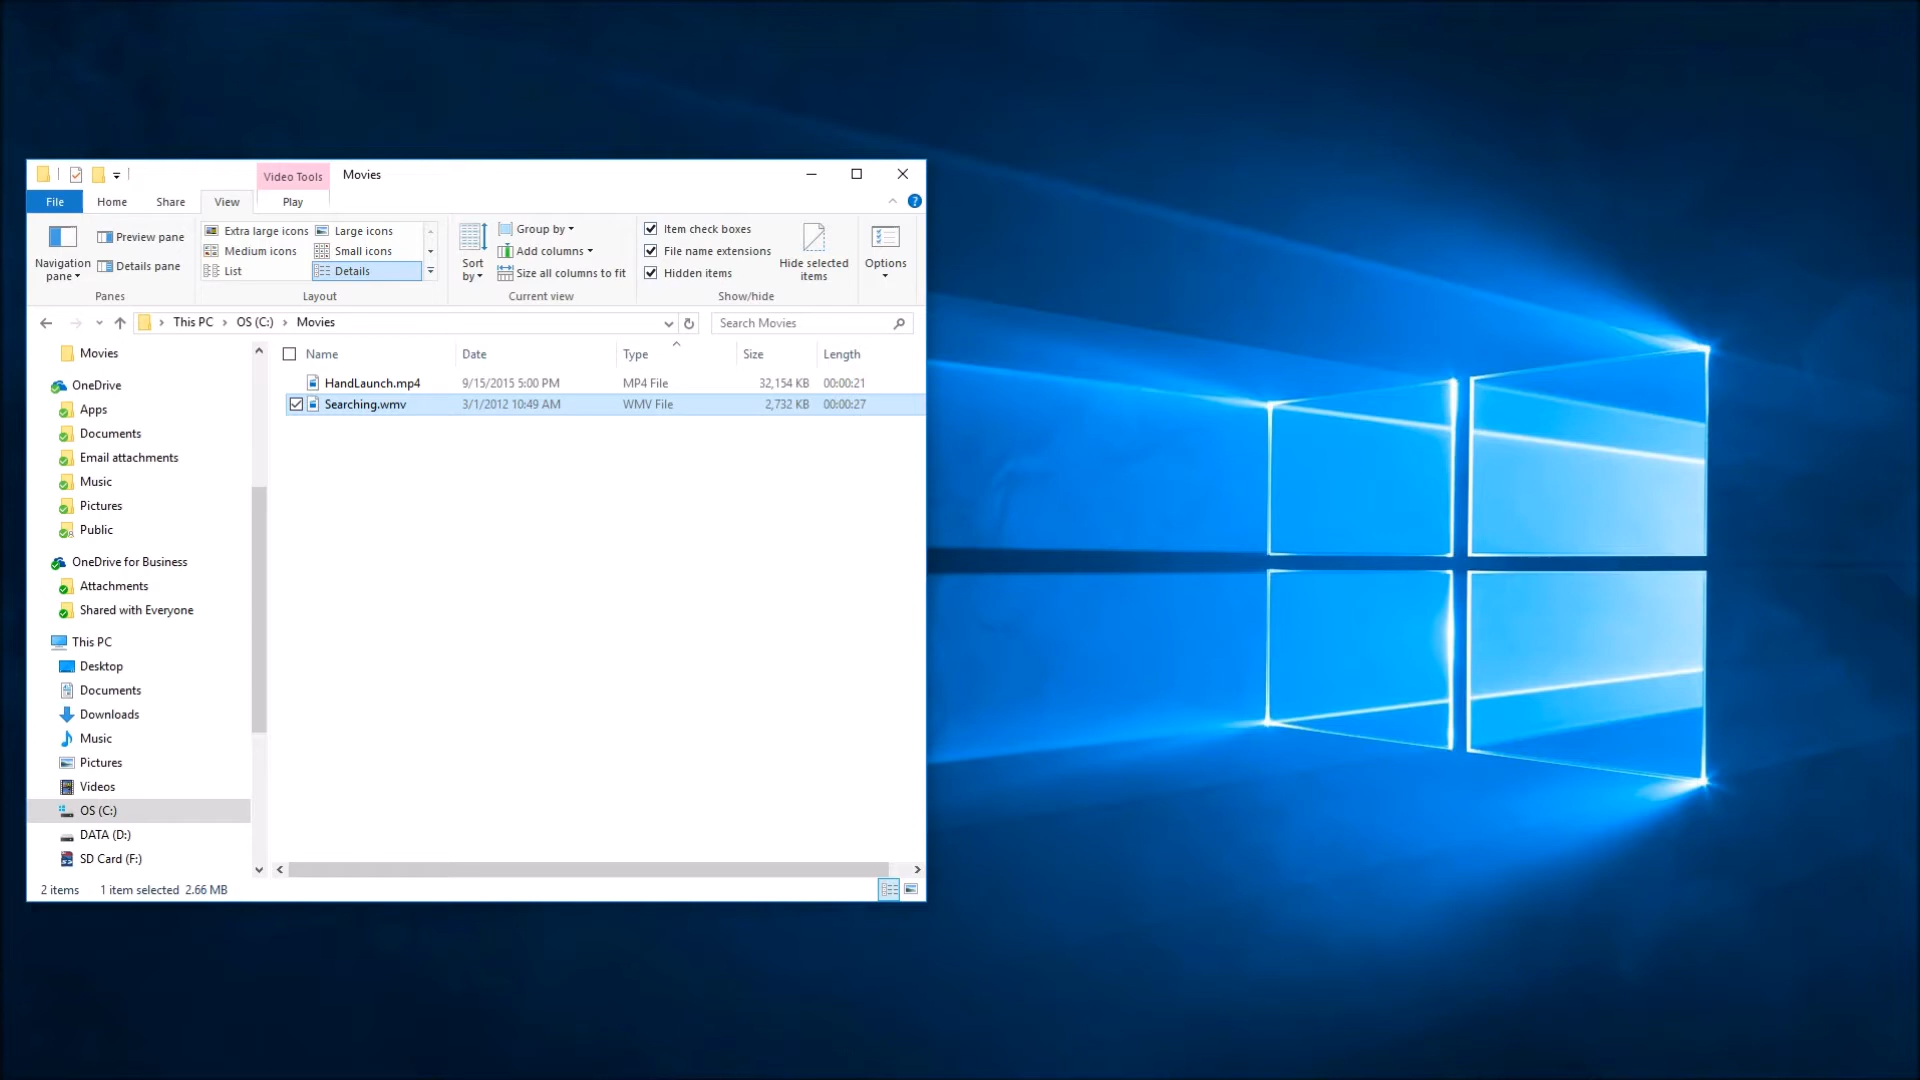 Video Tools
Movies
File
Home
Share
View
Play
Navigation pane
Preview pane
Details pane
Panes
Extra large icons
Large icons
Medium icons
Small icons
List
Details
Layout
Sort by
Group by
Add columns
Size all columns to fit
Current view
Item check boxes
File name extensions
Hidden items
Hide selected items
Show/hide
Options
This PC > OS (C:) > Movies
Search Movies
Movies
OneDrive
Apps
Documents
Email attachments
Music
Pictures
Public
OneDrive for Business
Attachments
Shared with Everyone
This PC
Desktop
Documents
Downloads
Music
Pictures
Videos
OS (C:)
DATA (D:)
SD Card (F:)
Name Date Type Size Length
HandLaunch.mp4 9/15/2015 5:00 PM MP4 File 32,154 KB 00:00:21
Searching.wmv 3/1/2012 10:49 AM WMV File 2,732 KB 00:00:27
2 items 1 item selected 2.66 MB